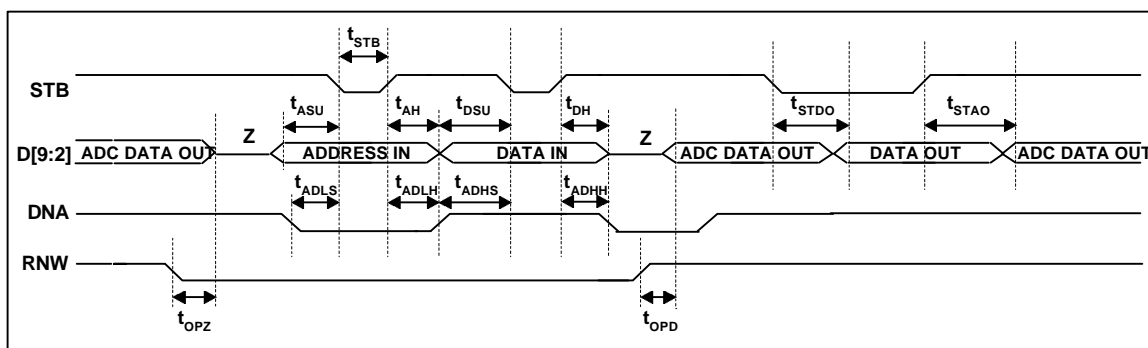 tSTB
STB
tASU tAH tDSU tDH tSTDO tSTAO
Z Z
D[9:2] ADC DATA OUT ADDRESS IN DATA IN ADC DATA OUT DATA OUT ADC DATA OUT
tADLS tADLH tADHS tADHH
DNA
RNW
tOPZ tOPD